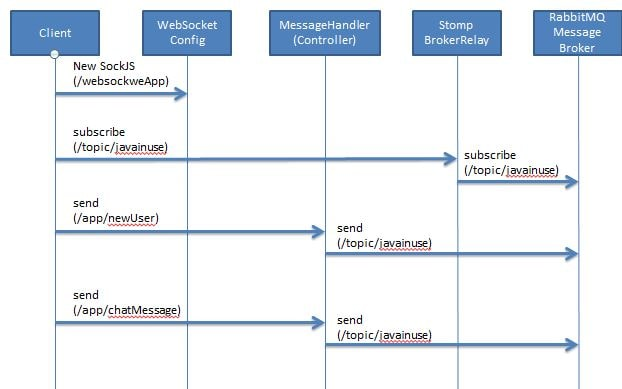 Client
WebSocket
Config
MessageHandler
(Controller)
Stomp
BrokerRelay
RabbitMQ
Message
Broker
New SockJS
(/websockweApp)
subscribe
(/topic/javainuse)
subscribe
(/topic/javainuse)
send
(/app/newUser)
send
(/topic/javainuse)
send
(/app/chatMessage)
send
(/topic/javainuse)